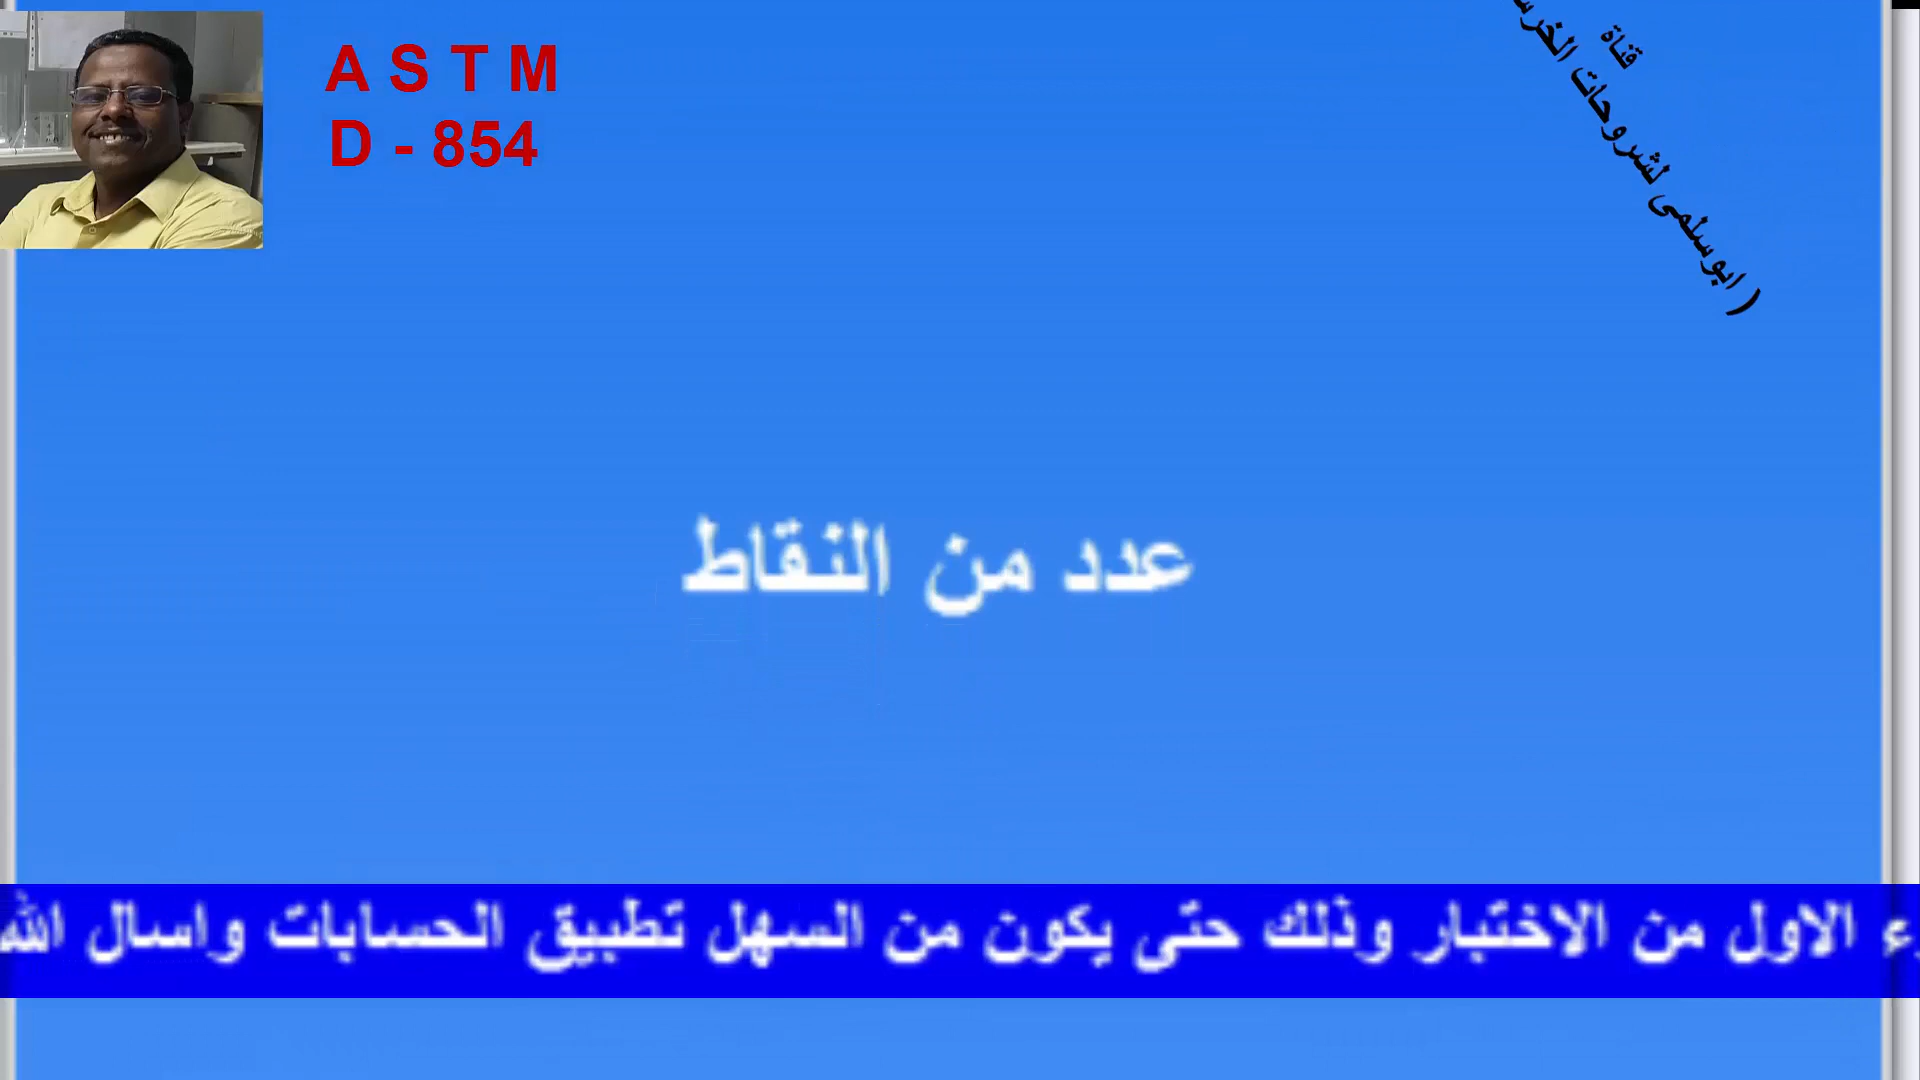 A S T M
D - 854
قناة
( ابوسلمى لشروحات
عدد من النقاط
الاول من الاختبار وذلك حتى يكون من السهل تطبيق الحسابات واسال الله